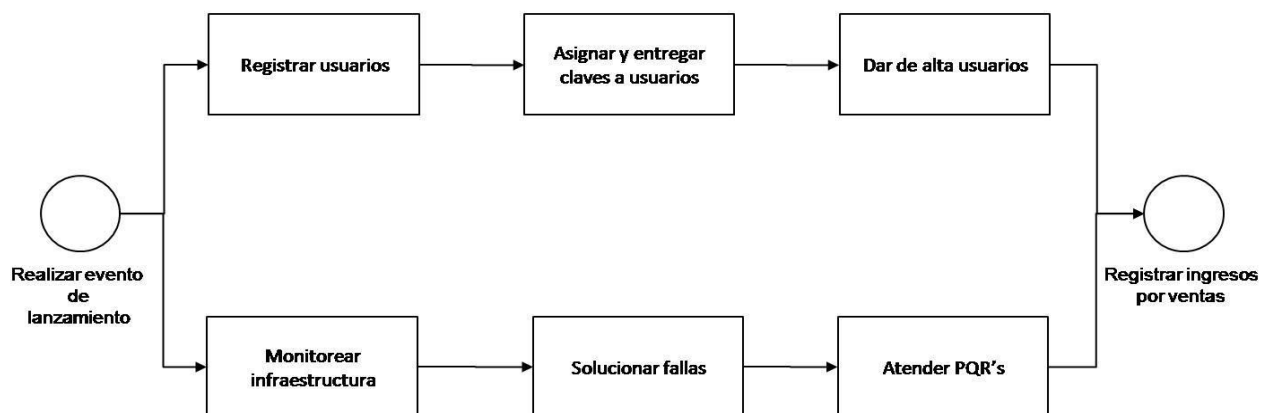 Registrar usuarios
Asignar y entregar
claves a usuarios
Dar de alta usuarios
Realizar evento
de
lanzamiento
Registrar ingresos
por ventas
Monitorear
infraestructura
Solucionar fallas
Atender PQR's